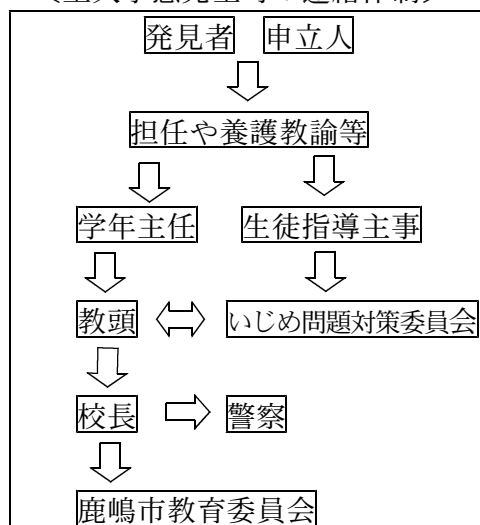 発見者 申立人
担任や養護教諭等
学年主任 生徒指導主事
教頭 いじめ問題対策委員会
校長 警察
鹿嶋市教育委員会